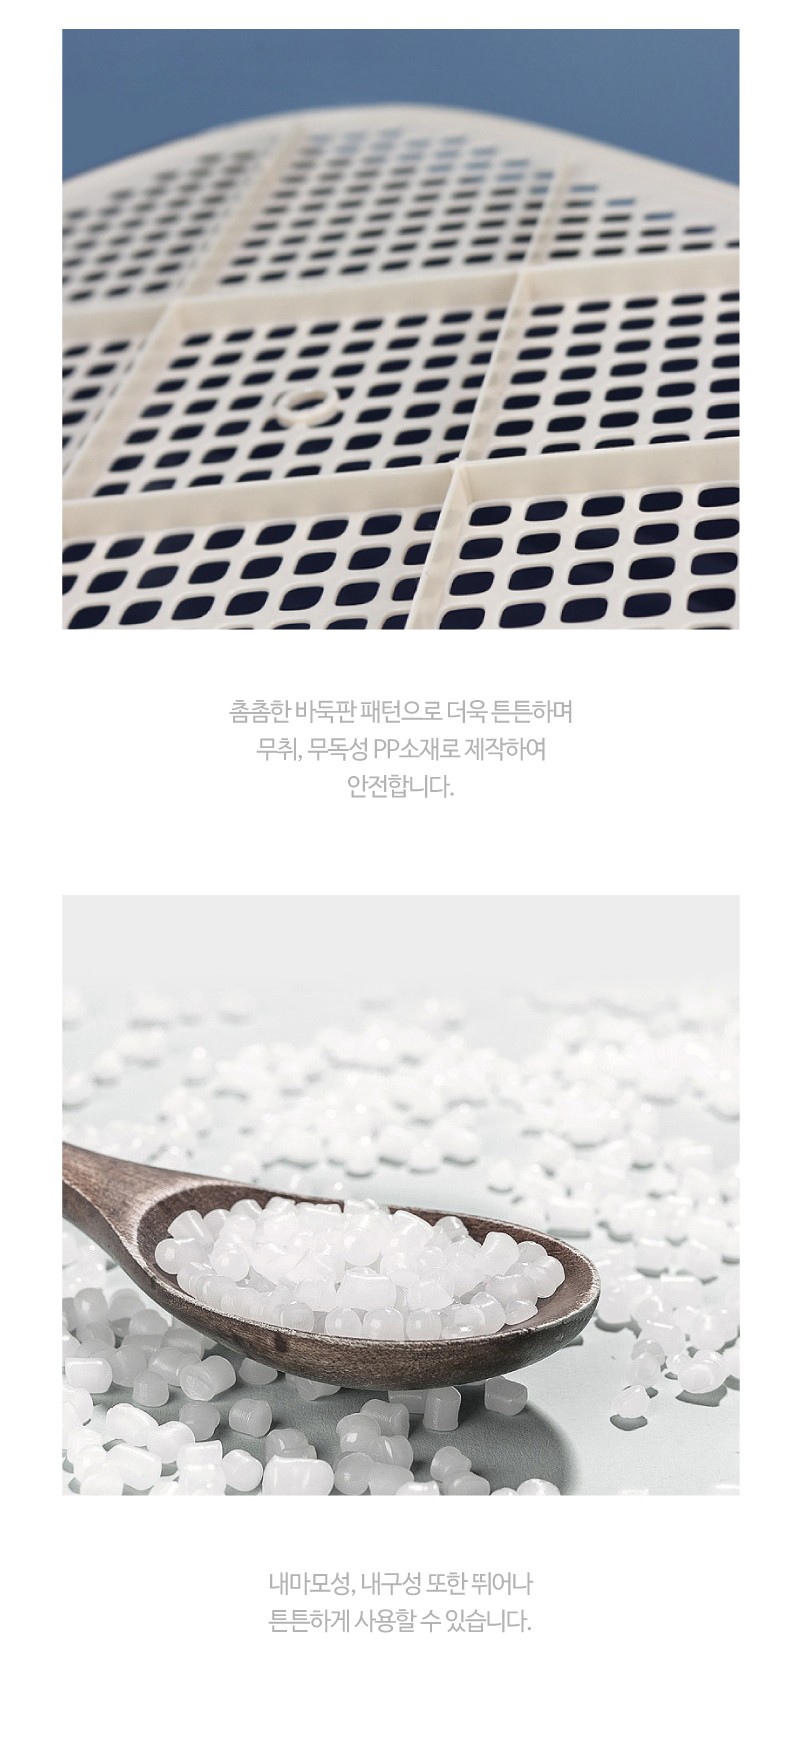 촘촘한 바둑판 패턴으로 더욱 튼튼하며
무취, 무독성 PP소재로 제작하여
안전합니다.
내마모성, 내구성 또한 뛰어나
튼튼하게 사용할 수 있습니다.